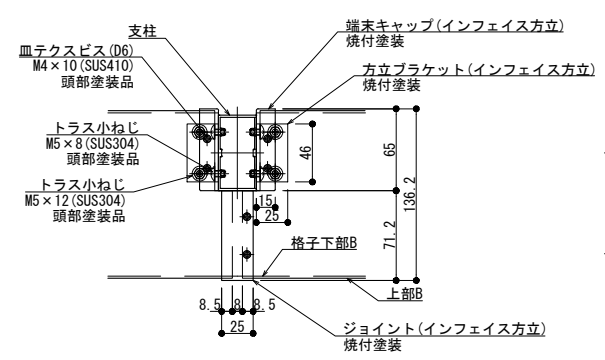 支柱
端末キャップ(インフェイス方立)
焼付塗装
皿テクスビス(D6)
M4×10(SUS410)
頭部塗装品
方立ブラケット(インフェイス方立)
焼付塗装
トラス小ねじ
M5×8(SUS304)
頭部塗装品
トラス小ねじ
M5×12(SUS304)
頭部塗装品
46
65
136.2
15
25
71.2
格子下部B
上部B
8.5
8
8.5
25
ジョイント(インフェイス方立)
焼付塗装